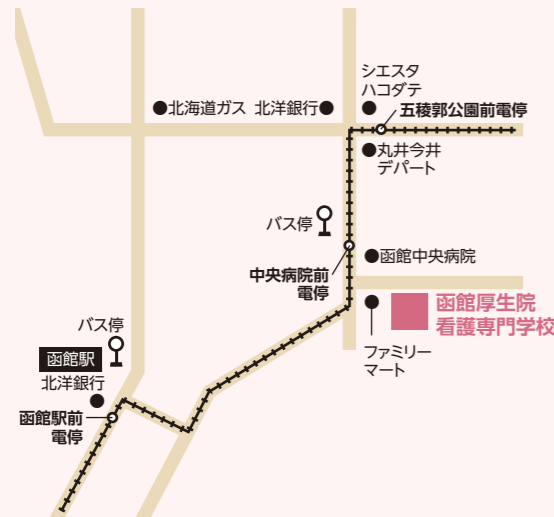 シエスタ
ハコダテ
北海道ガス
北洋銀行
五稜郭公園前電停
丸井今井
デパート
バス停
函館中央病院
中央病院前
電停
函館厚生院
看護専門学校
ファミリー
マート
バス停
函館駅
北洋銀行
函館駅前
電停